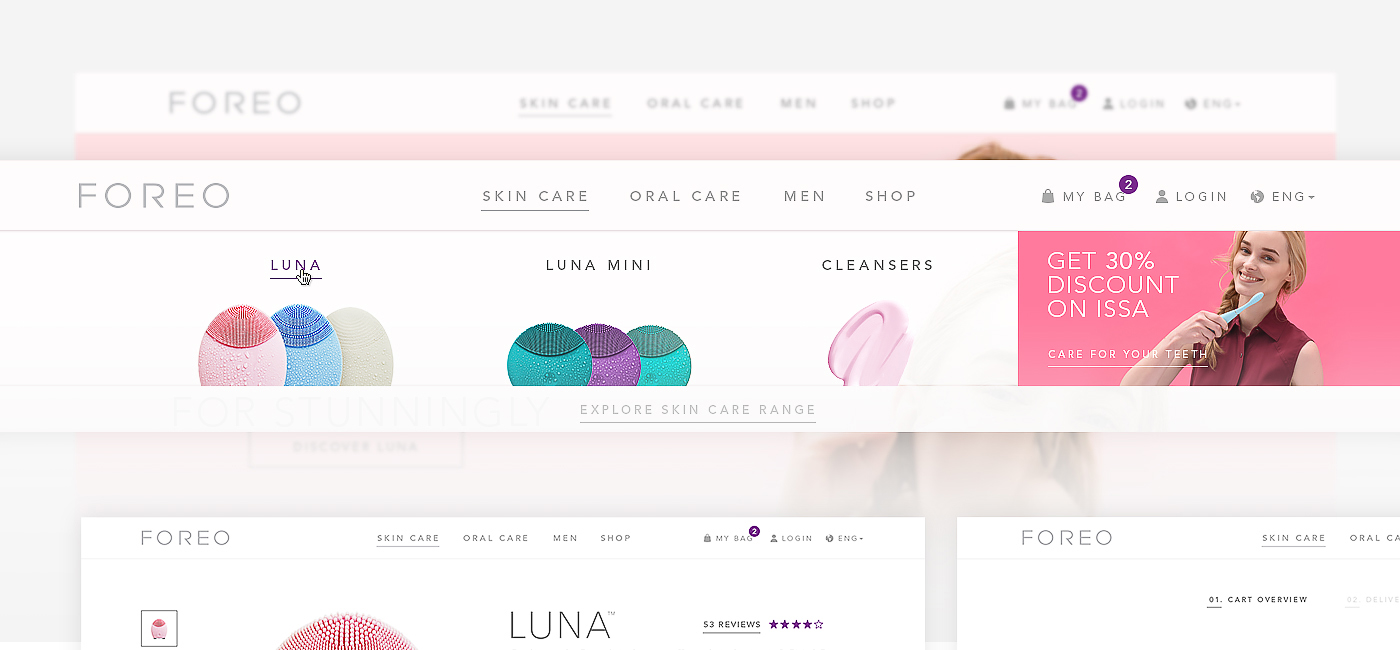 FOREO
SKIN CARE ORAL CARE MEN SHOP
MY BAG 2 LOGIN ENG
FOREO
SKIN CARE ORAL CARE MEN SHOP
MY BAG 2 LOGIN ENG
LUNA
LUNA MINI
CLEANSERS
GET 30%
DISCOUNT
ON ISSA
CARE FOR YOUR TEETH
FOR STUNNINGLY
EXPLORE SKIN CARE RANGE
DISCOVER LUNA
FOREO
SKIN CARE ORAL CARE MEN SHOP
MY BAG 2 LOGIN ENG
LUNA™
53 REVIEWS
FOREO
SKIN CARE ORAL CA
01. CART OVERVIEW
02. DELIVE